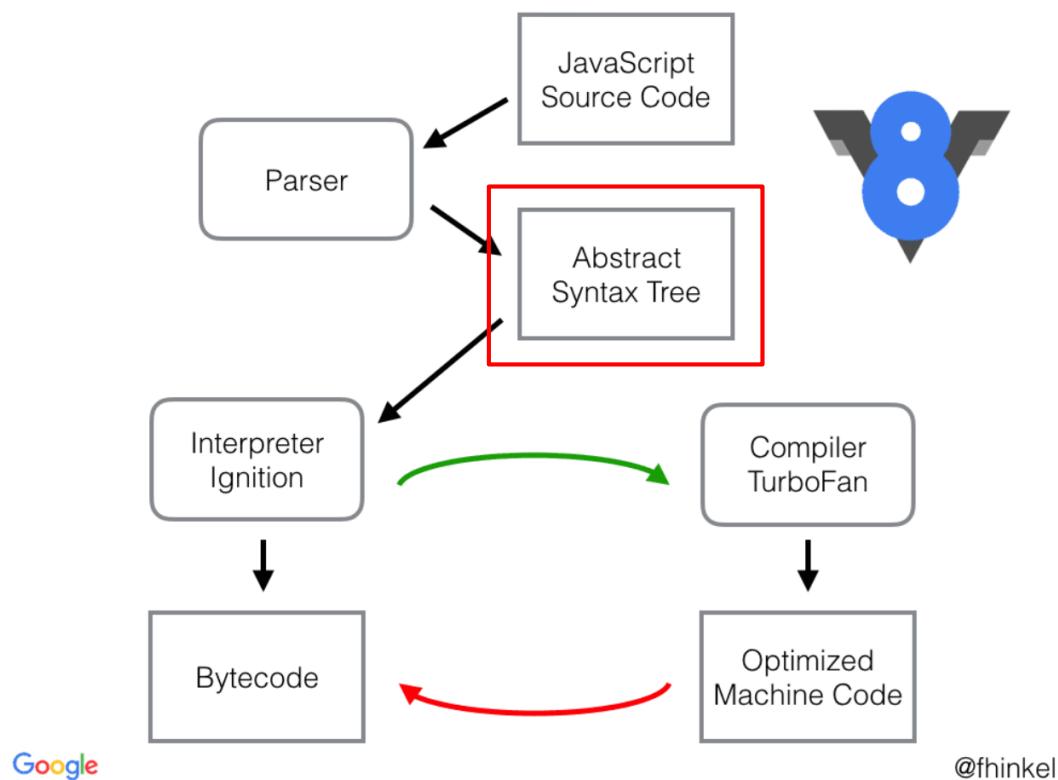 JavaScript
Source Code
Parser
Abstract
Syntax Tree
Interpreter
Ignition
Compiler
TurboFan
Bytecode
Optimized
Machine Code
Google
@fhinkel